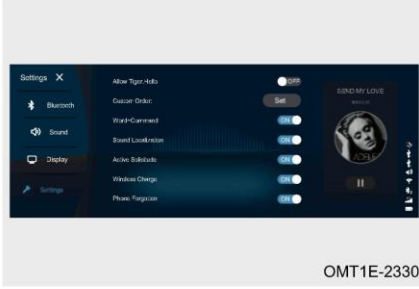 Settings X
Bluetooth
Sound
Display
Settings
Allow Tiger.Hello
OFF
Custom Order:
Set
Word+Command
ON
Sound Localization
ON
Active Solicitude
ON
Wireless Charge
ON
Phone Forgotten
ON
SEND MY LOVE
ADELE
OMT1E-2330